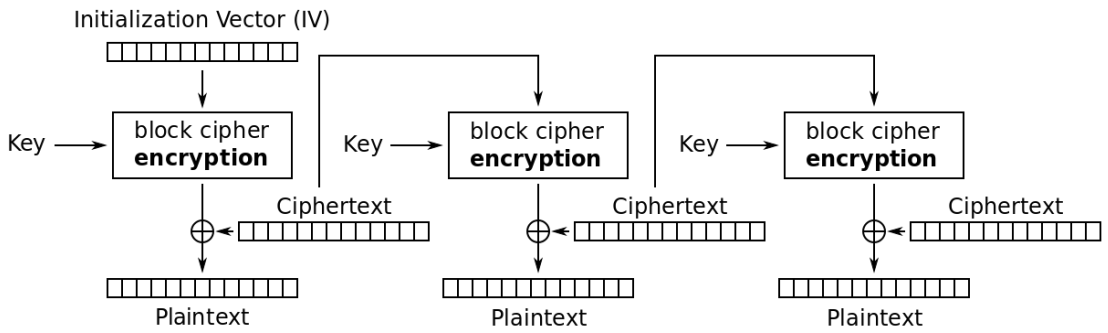 Initialization Vector (IV)
Key
block cipher
encryption
Key
block cipher
encryption
Key
block cipher
encryption
Ciphertext
Ciphertext
Ciphertext
Plaintext
Plaintext
Plaintext